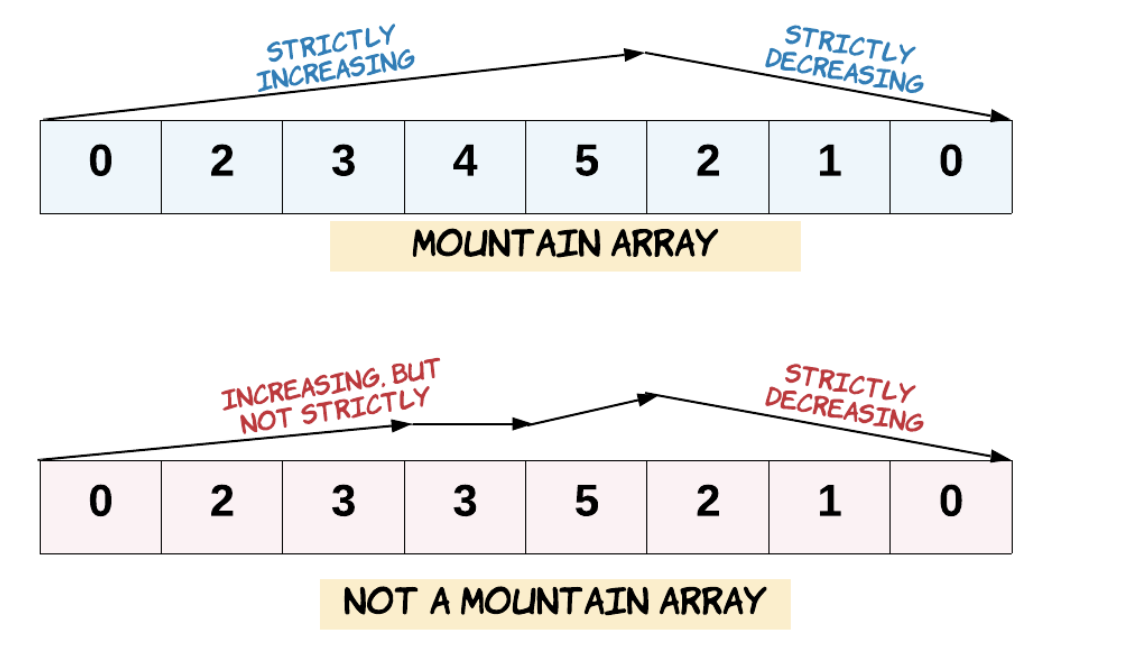 STRICTLY
INCREASING
STRICTLY
DECREASING
0 2 3 4 5 2 1 0
MOUNTAIN ARRAY
INCREASING, BUT
NOT STRICTLY
STRICTLY
DECREASING
0 2 3 3 5 2 1 0
NOT A MOUNTAIN ARRAY